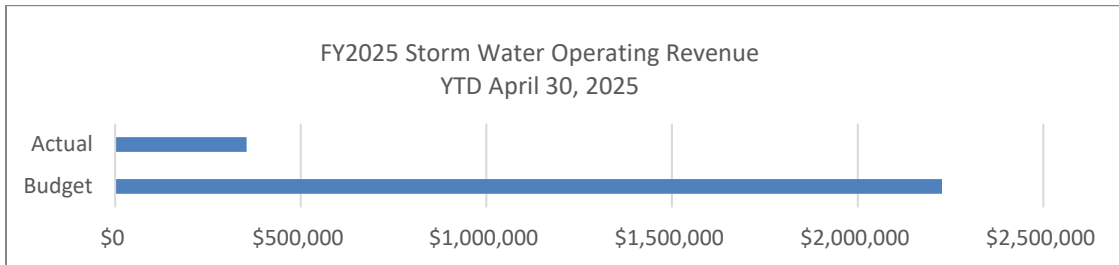 FY2025 Storm Water Operating Revenue
YTD April 30, 2025
Actual
Budget
$0 $500,000 $1,000,000 $1,500,000 $2,000,000 $2,500,000